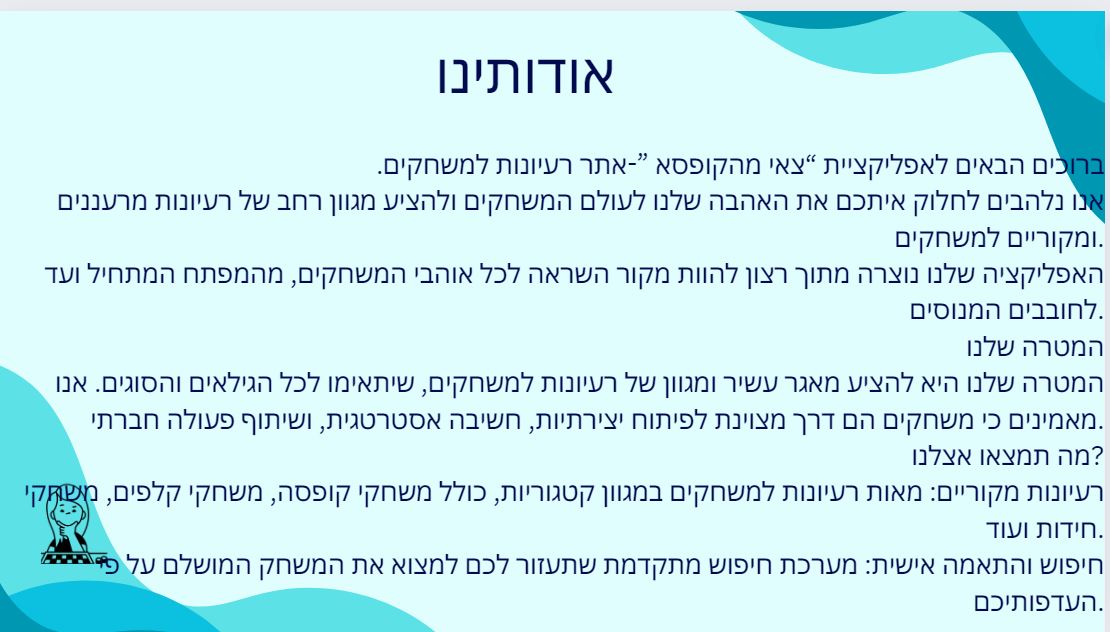 אודותינו
ברוכים הבאים לאפליקציית “צאי מהקופסא ”-אתר רעיונות למשחקים.
אנו נלהבים לחלוק איתכם את האהבה שלנו לעולם המשחקים ולהציע מגוון רחב של רעיונות מרעננים
.ומקוריים למשחקים
האפליקציה שלנו נוצרה מתוך רצון להוות מקור השראה לכל אוהבי המשחקים, מהמפתח המתחיל ועד
.לחובבים המנוסים
המטרה שלנו
המטרה שלנו היא להציע מאגר עשיר ומגוון של רעיונות למשחקים, שיתאימו לכל הגילאים והסוגים. אנו
.מאמינים כי משחקים הם דרך מצוינת לפיתוח יצירתיות, חשיבה אסטרטגית, ושיתוף פעולה חברתי
?מה תמצאו אצלנו
רעיונות מקוריים: מאות רעיונות למשחקים במגוון קטגוריות, כולל משחקי קופסה, משחקי קלפים, משחקי
.חידות ועוד
חיפוש והתאמה אישית: מערכת חיפוש מתקדמת שתעזור לכם למצוא את המשחק המושלם על פי
.העדפותיכם